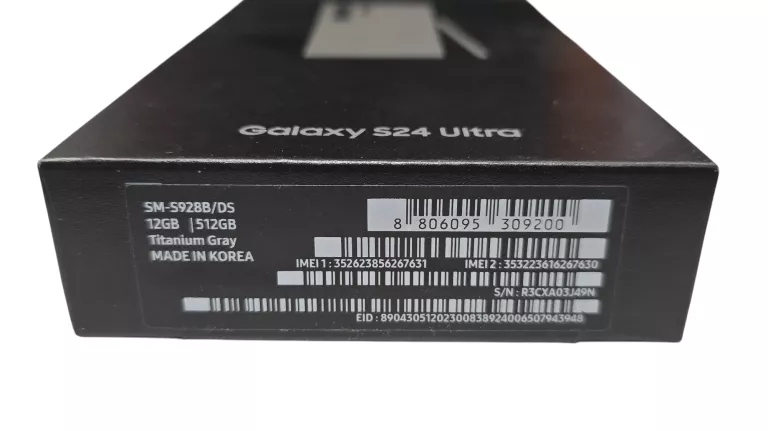 Galaxy S24 Ultra
SM-S928B/DS
12GB | 512GB
Titanium Gray
MADE IN KOREA
8 806095 309200
IMEI 1 : 352623856267631 IMEI 2 : 353223616267630
S/N : R3CXA03J49N
EID : 89043051202300838924006507943948